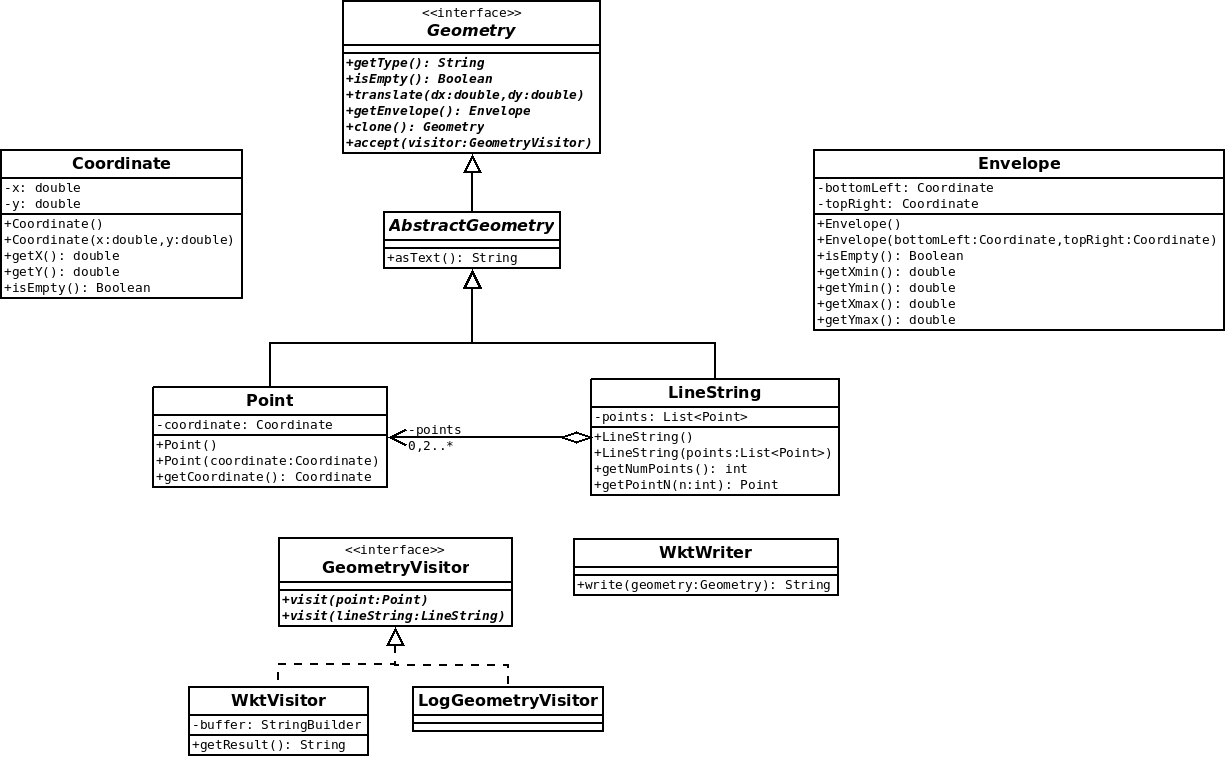 <<interface>>
Geometry
+getType(): String
+isEmpty(): Boolean
+translate(dx:double,dy:double)
+getEnvelope(): Envelope
+clone(): Geometry
+accept(visitor:GeometryVisitor)
Coordinate
-x: double
-y: double
+Coordinate()
+Coordinate(x:double,y:double)
+getX(): double
+getY(): double
+isEmpty(): Boolean
Envelope
-bottomLeft: Coordinate
-topRight: Coordinate
+Envelope()
+Envelope(bottomLeft:Coordinate,topRight:Coordinate)
+isEmpty(): Boolean
+getXmin(): double
+getYmin(): double
+getXmax(): double
+getYmax(): double
AbstractGeometry
+asText(): String
Point
-coordinate: Coordinate
+Point()
+Point(coordinate:Coordinate)
+getCoordinate(): Coordinate
-points
0,2..*
LineString
-points: List<Point>
+LineString()
+LineString(points:List<Point>)
+getNumPoints(): int
+getPointN(n:int): Point
<<interface>>
GeometryVisitor
+visit(point:Point)
+visit(lineString:LineString)
WktWriter
+write(geometry:Geometry): String
WktVisitor
-buffer: StringBuilder
+getResult(): String
LogGeometryVisitor